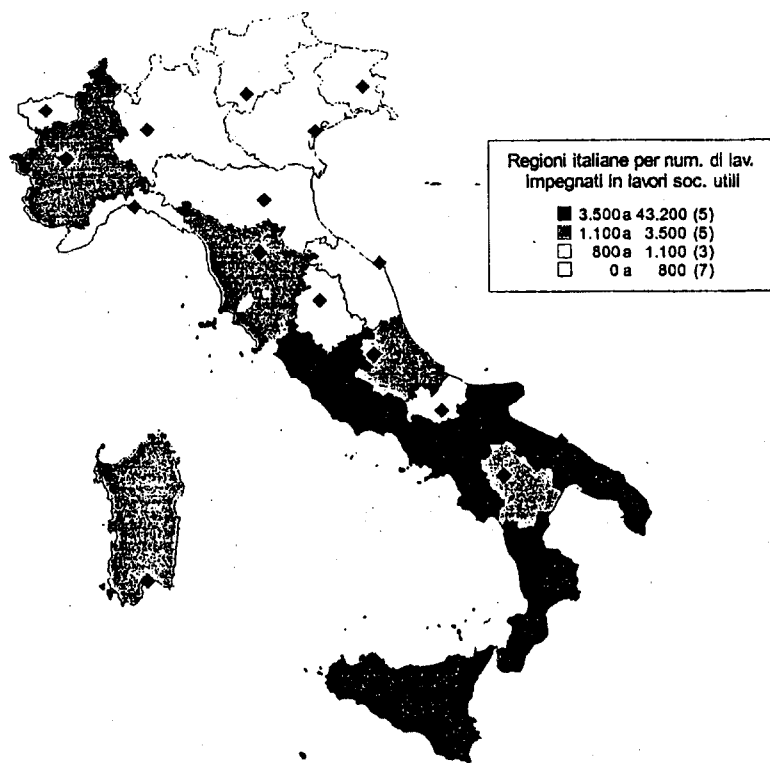 Regioni italiane per num. di lav.
impegnati in lavori soc. utili
3.500 a 43.200 (5)
1.100 a 3.500 (5)
800 a 1.100 (3)
0 a 800 (7)